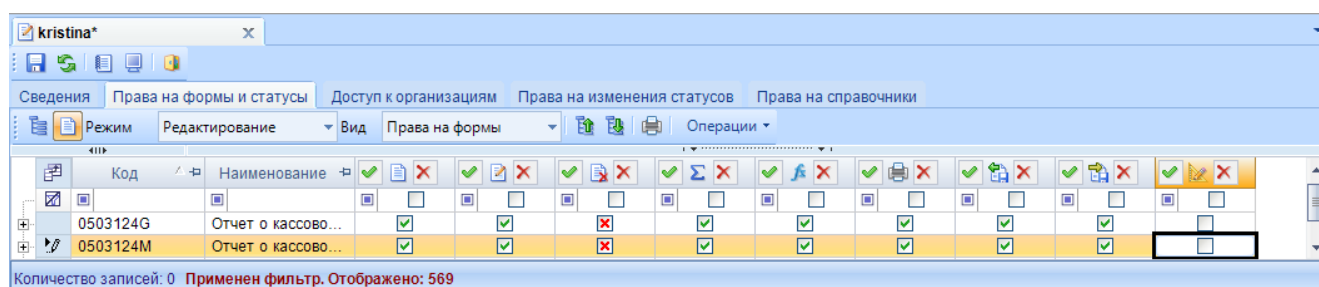 kristina*
Сведения Права на формы и статусы Доступ к организациям Права на изменения статусов Права на справочники
Режим Редактирование Вид Права на формы Операции
Код Наименование
0503124G Отчет о кассово...
0503124M Отчет о кассово...
Количество записей: 0 Применен фильтр. Отображено: 569